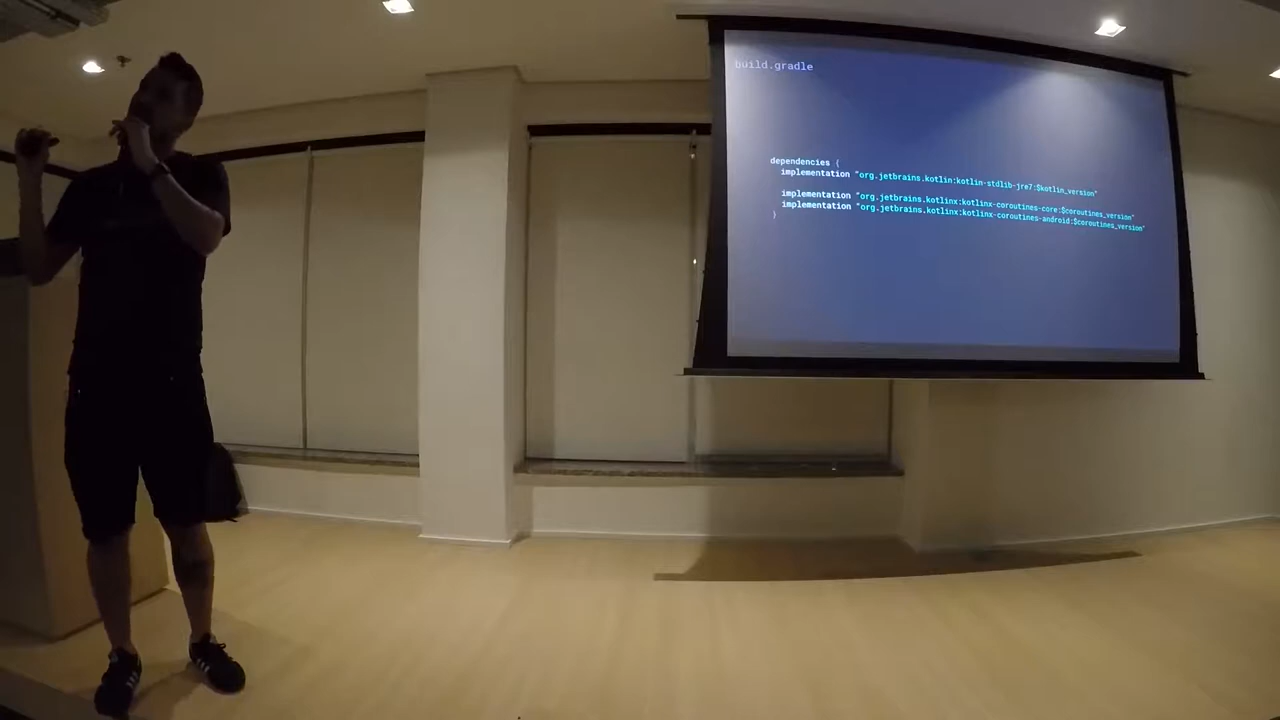 build.gradle
dependencies {
implementation "org.jetbrains.kotlin:kotlin-stdlib-jre7:$kotlin_version"
implementation "org.jetbrains.kotlinx:kotlinx-coroutines-core:$coroutines_version"
implementation "org.jetbrains.kotlinx:kotlinx-coroutines-android:$coroutines_version"
}